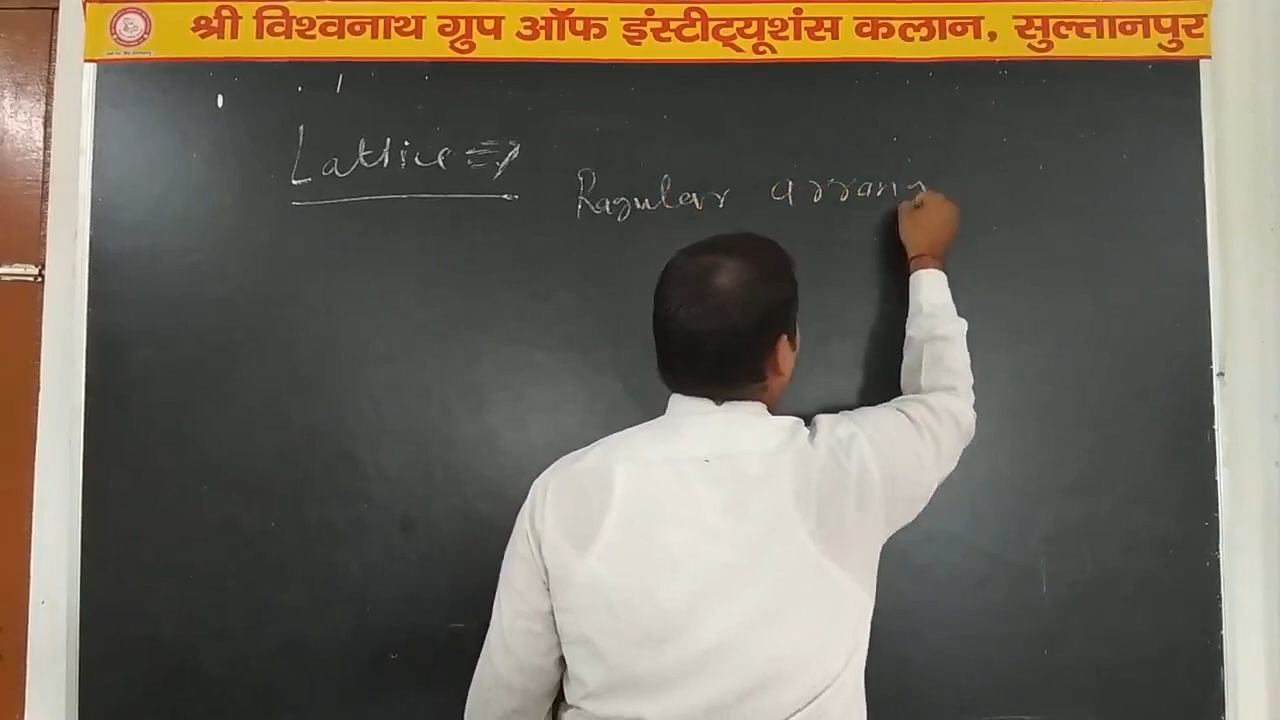 श्री विश्वनाथ ग्रुप ऑफ इंस्टीट्यूशंस कलान, सुल्तानपुर
Lattice ⇒
Ragular arrang